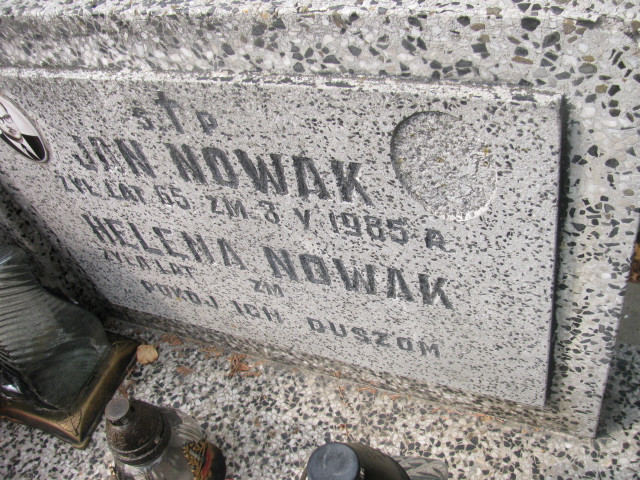 Ś † P
JAN NOWAK
ŻYŁ LAT 65. ZM 3 V 1985 R
HELENA NOWAK
ŻYŁA LAT ZM
POKÓJ ICH DUSZOM